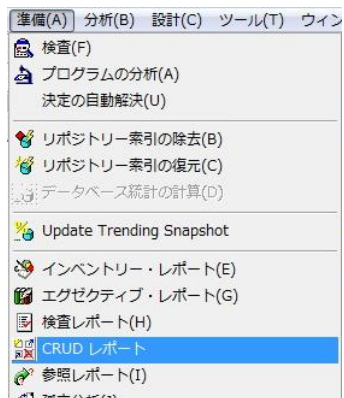 準備(A) 分析(B) 設計(C) ツール(T) ウィン
検査(F)
プログラムの分析(A)
決定の自動解決(U)
リポジトリー索引の除去(B)
リポジトリー索引の復元(C)
データベース統計の計算(D)
Update Trending Snapshot
インベントリー・レポート(E)
エグゼクティブ・レポート(G)
検査レポート(H)
CRUD レポート
参照レポート(I)